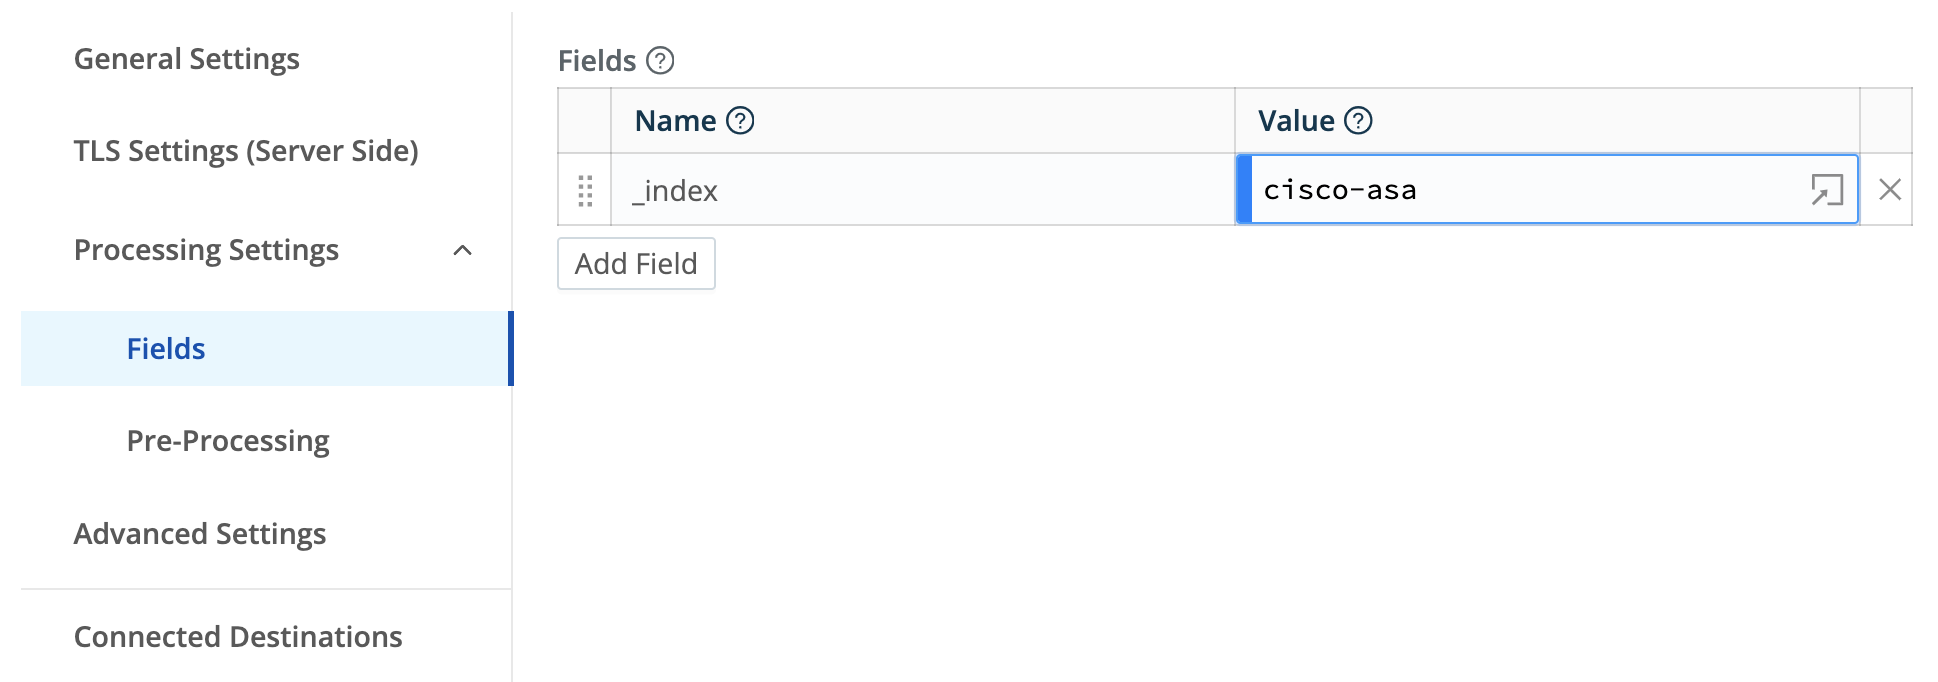 General Settings
TLS Settings (Server Side)
Processing Settings
Fields
Pre-Processing
Advanced Settings
Connected Destinations
Fields ?
Name ? Value ?
_index cisco-asa
Add Field